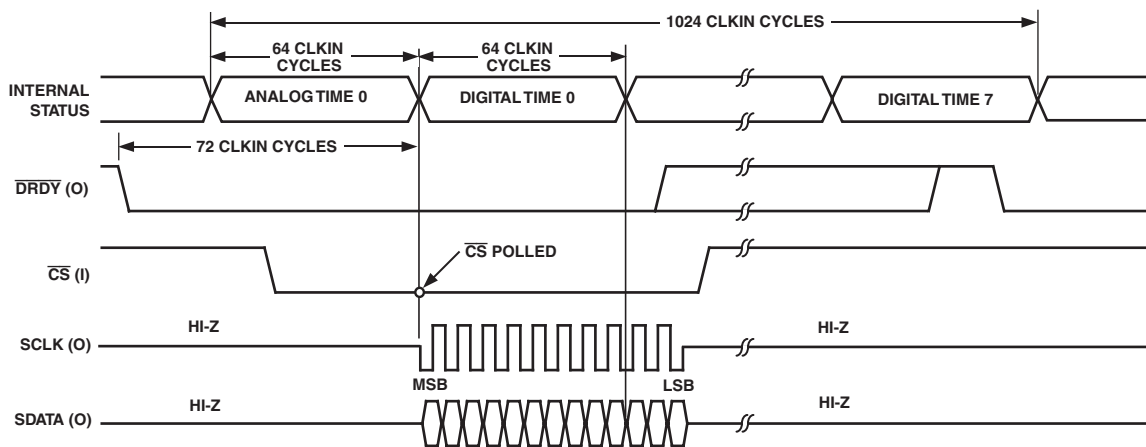 1024 CLKIN CYCLES
64 CLKIN
CYCLES
64 CLKIN
CYCLES
INTERNAL
STATUS
ANALOG TIME 0
DIGITAL TIME 0
DIGITAL TIME 7
72 CLKIN CYCLES
DRDY (O)
CS POLLED
CS (I)
HI-Z
HI-Z
SCLK (O)
MSB
LSB
HI-Z
HI-Z
SDATA (O)